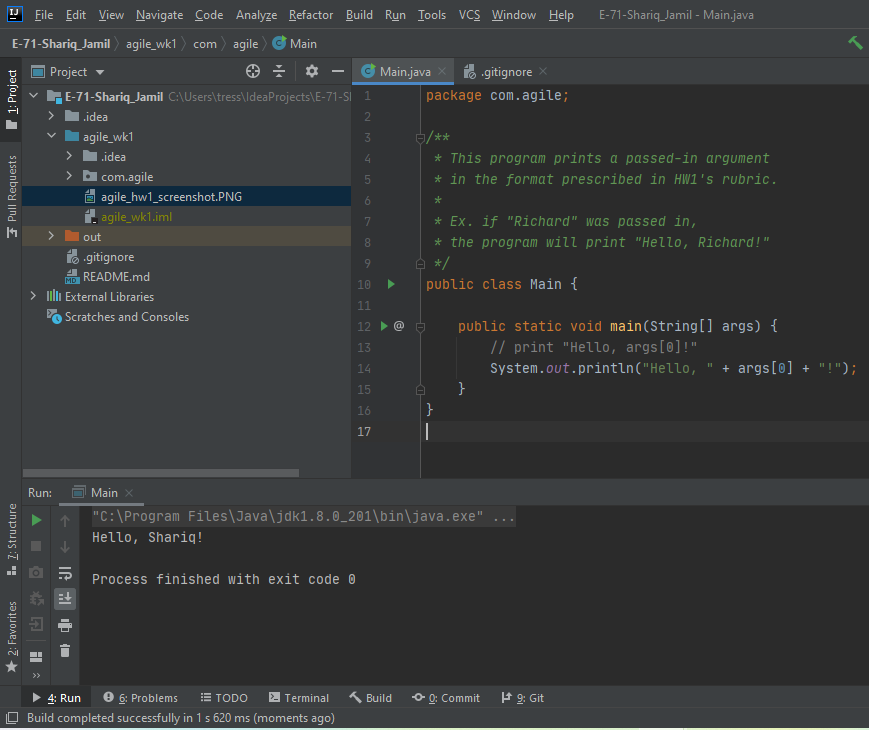 IJ File Edit View Navigate Code Analyze Refactor Build Run Tools VCS Window Help E-71-Shariq_Jamil - Main.java
E-71-Shariq_Jamil agile_wk1 com agile Main
1: Project
Pull Requests
7: Structure
2: Favorites
Project
E-71-Shariq_Jamil C:\Users\tress\IdeaProjects\E-71-S
.idea
agile_wk1
.idea
com.agile
agile_hw1_screenshot.PNG
agile_wk1.iml
out
.gitignore
README.md
External Libraries
Scratches and Consoles
Main.java .gitignore
1 package com.agile;
2
3 /**
4 * This program prints a passed-in argument
5 * in the format prescribed in HW1's rubric.
6 *
7 * Ex. if "Richard" was passed in,
8 * the program will print "Hello, Richard!"
9 */
10 public class Main {
11
12 @ public static void main(String[] args) {
13 // print "Hello, args[0]!"
14 System.out.println("Hello, " + args[0] + "!");
15 }
16 }
17
Run: Main
"C:\Program Files\Java\jdk1.8.0_201\bin\java.exe" ...
Hello, Shariq!
Process finished with exit code 0
4: Run 6: Problems TODO Terminal Build 0: Commit 9: Git
Build completed successfully in 1 s 620 ms (moments ago)